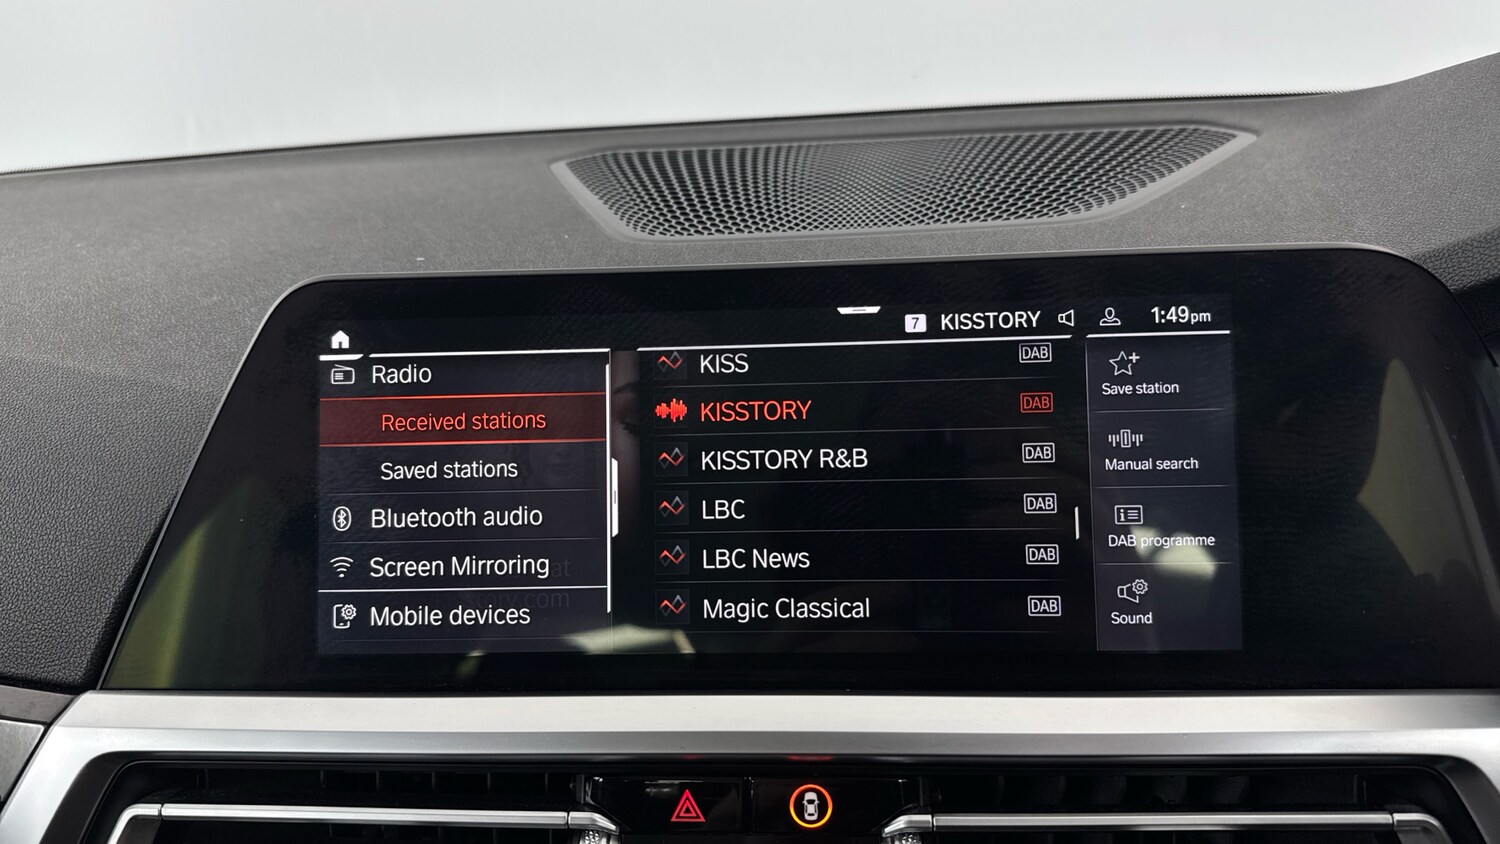 7 KISSTORY 1:49pm
Radio
Received stations
Saved stations
Bluetooth audio
Screen Mirroring
Mobile devices
KISS DAB
KISSTORY DAB
KISSTORY R&B DAB
LBC DAB
LBC News DAB
Magic Classical DAB
Save station
Manual search
DAB programme
Sound